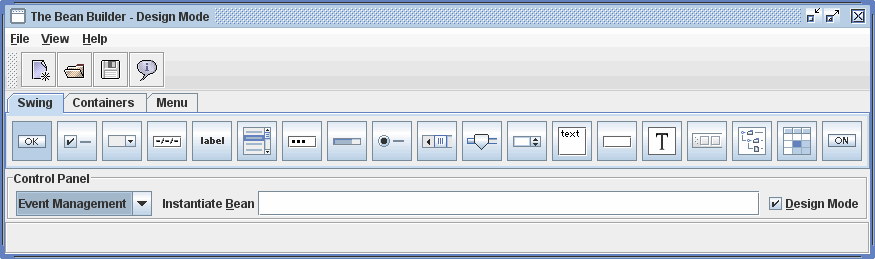 The Bean Builder - Design Mode
File View Help
Swing Containers Menu
OK -/-/- label text T ON
Control Panel
Event Management Instantiate Bean Design Mode